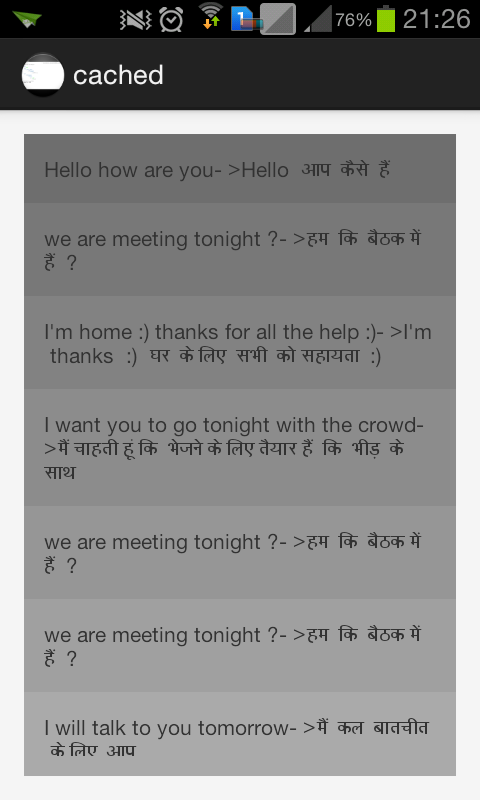 76% 21:26
cached
Hello how are you- >Hello आप कैसे हैं
we are meeting tonight ?- >हम कि बैठक में
हैं ?
I'm home :) thanks for all the help :)- >I'm
thanks :) घर के लिए सभी को सहायता :)
I want you to go tonight with the crowd-
>मैं चाहती हूं कि भेजने के लिए तैयार हैं कि भीड़ के
साथ
we are meeting tonight ?- >हम कि बैठक में
हैं ?
we are meeting tonight ?- >हम कि बैठक में
हैं ?
I will talk to you tomorrow- >मैं कल बातचीत
के लिए आप